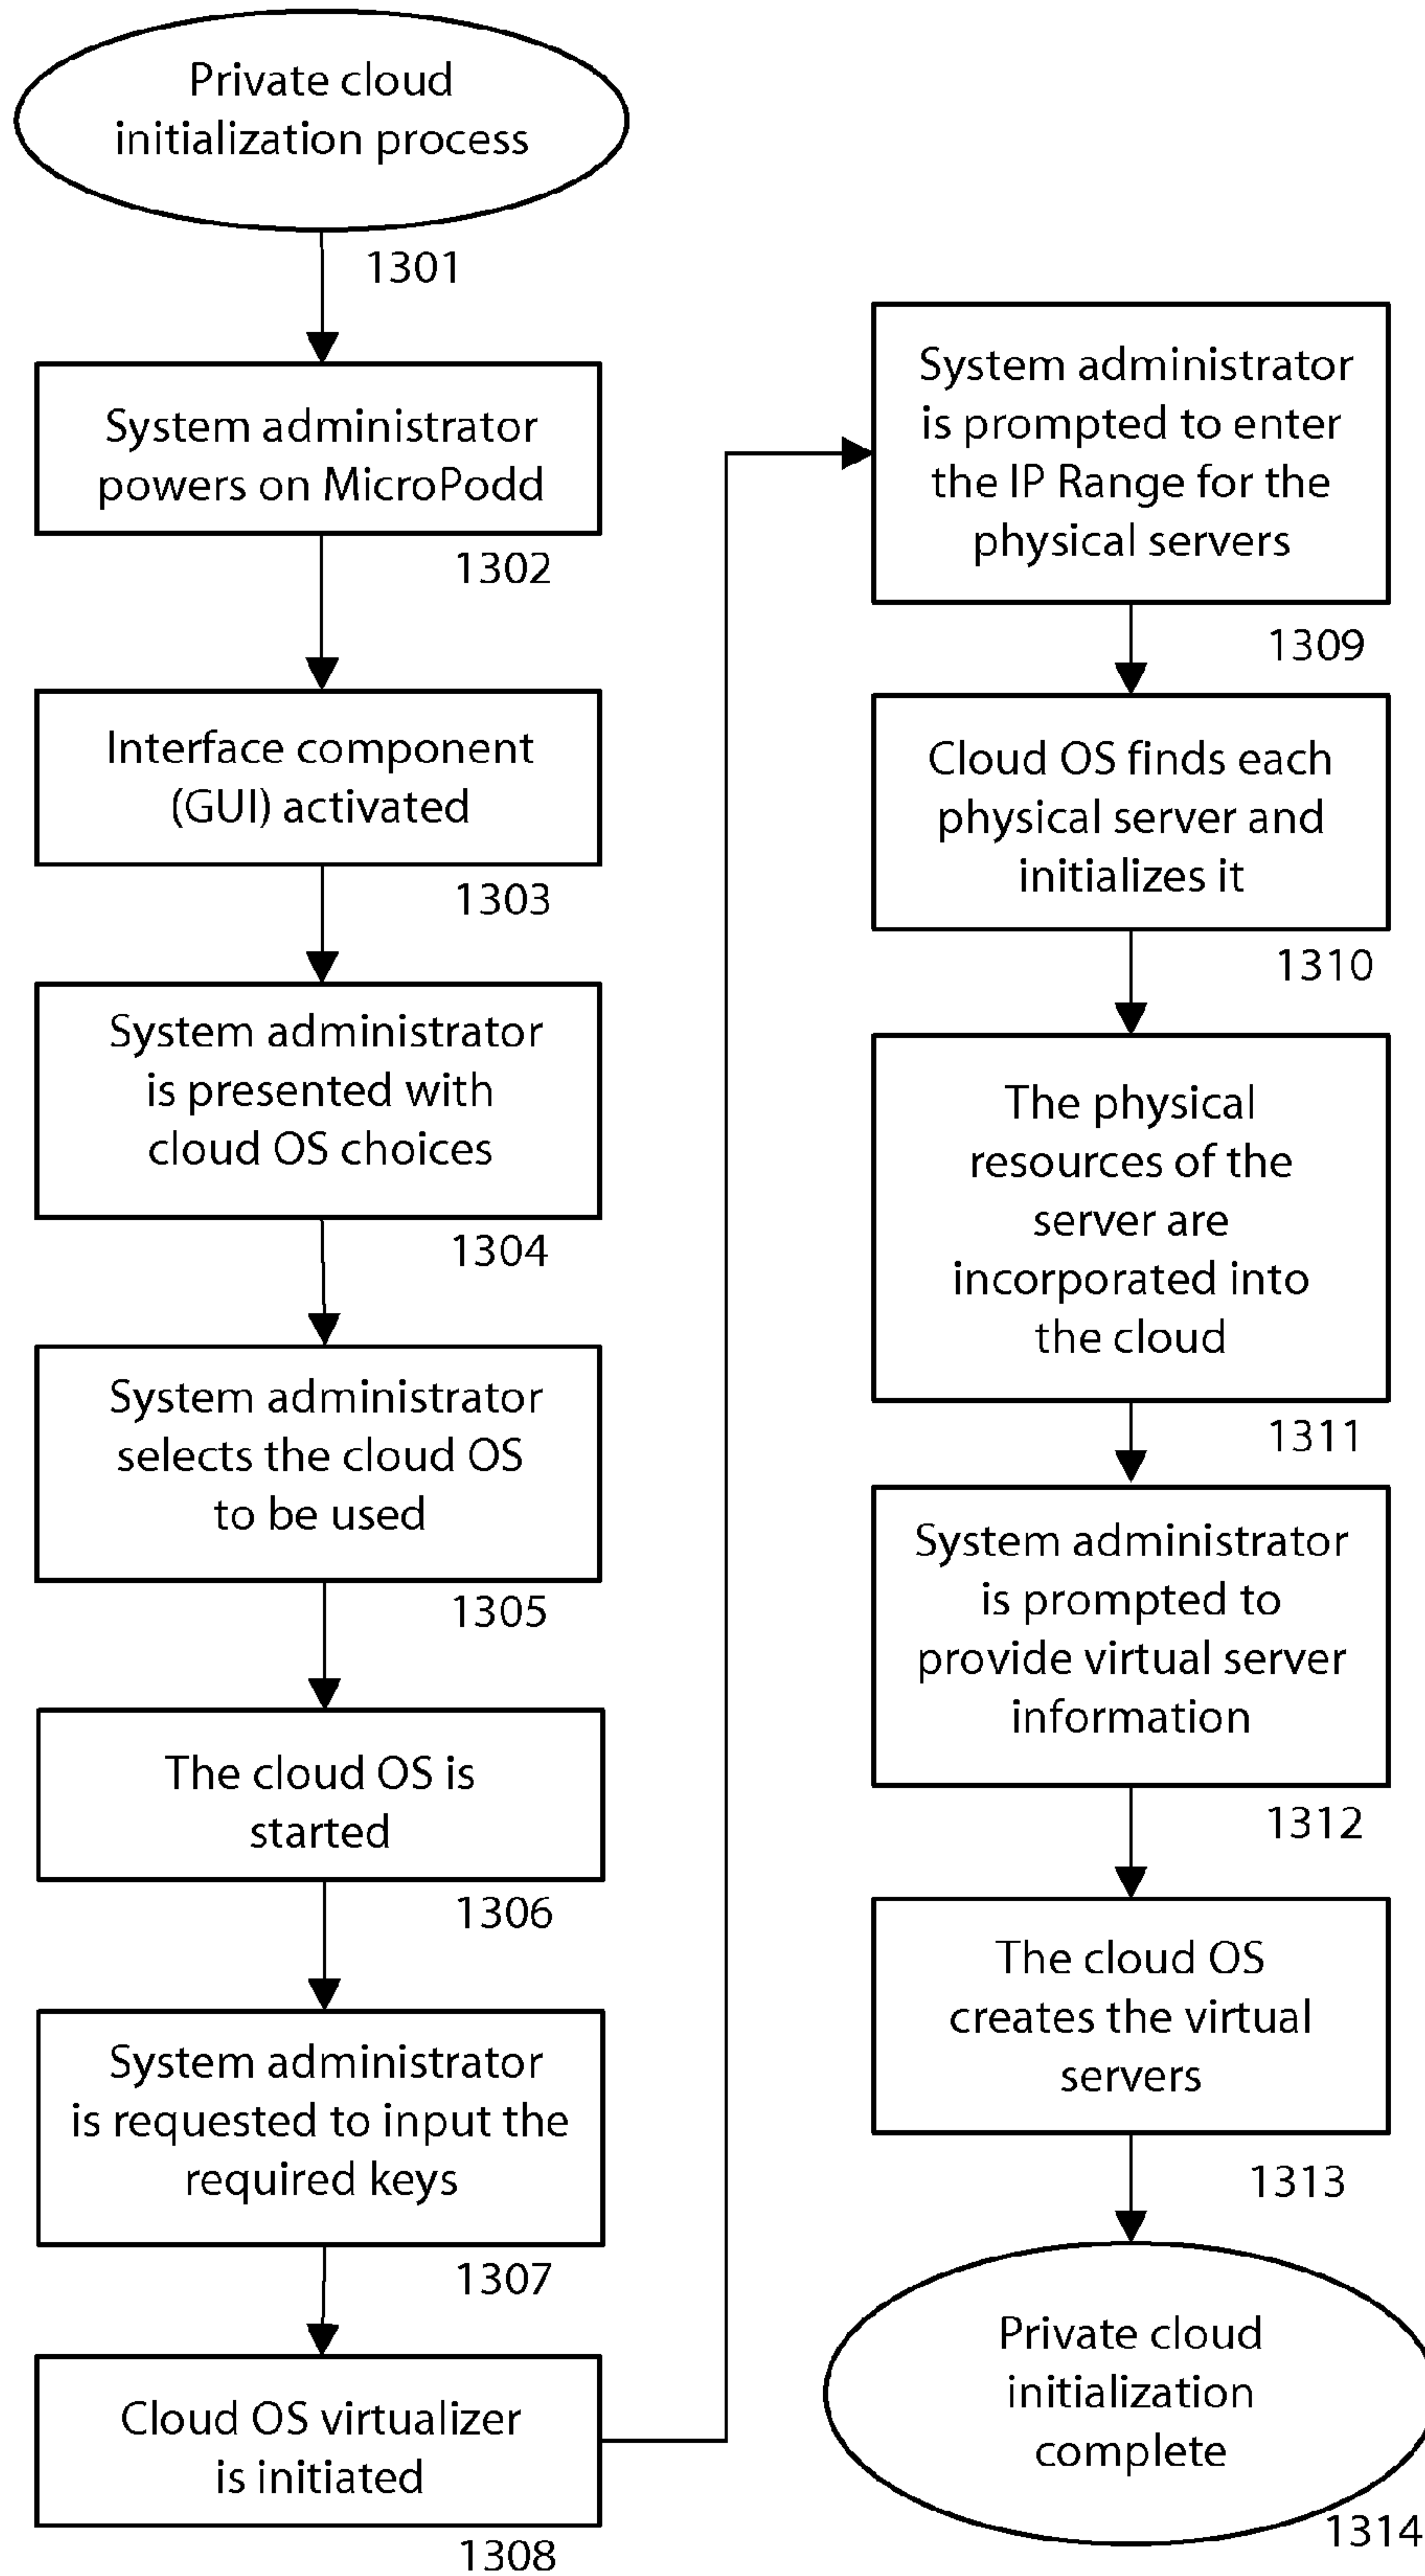 Private cloud
initialization process
1301
System administrator
powers on MicroPodd
1302
Interface component
(GUI) activated
1303
System administrator
is presented with
cloud OS choices
1304
System administrator
selects the cloud OS
to be used
1305
The cloud OS is
started
1306
System administrator
is requested to input the
required keys
1307
Cloud OS virtualizer
is initiated
1308
System administrator
is prompted to enter
the IP Range for the
physical servers
1309
Cloud OS finds each
physical server and
initializes it
1310
The physical
resources of the
server are
incorporated into
the cloud
1311
System administrator
is prompted to
provide virtual server
information
1312
The cloud OS
creates the virtual
servers
1313
Private cloud
initialization
complete
1314